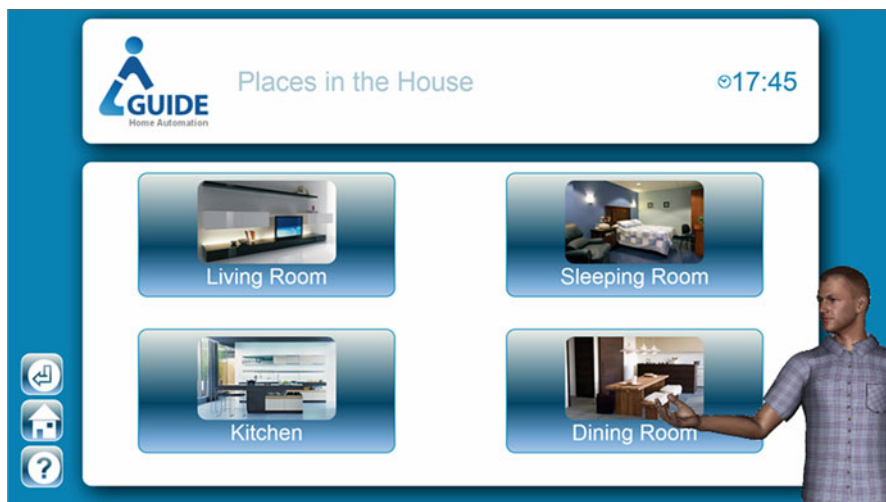 GUIDE
Home Automation
Places in the House
17:45
Living Room
Sleeping Room
Kitchen
Dining Room
?